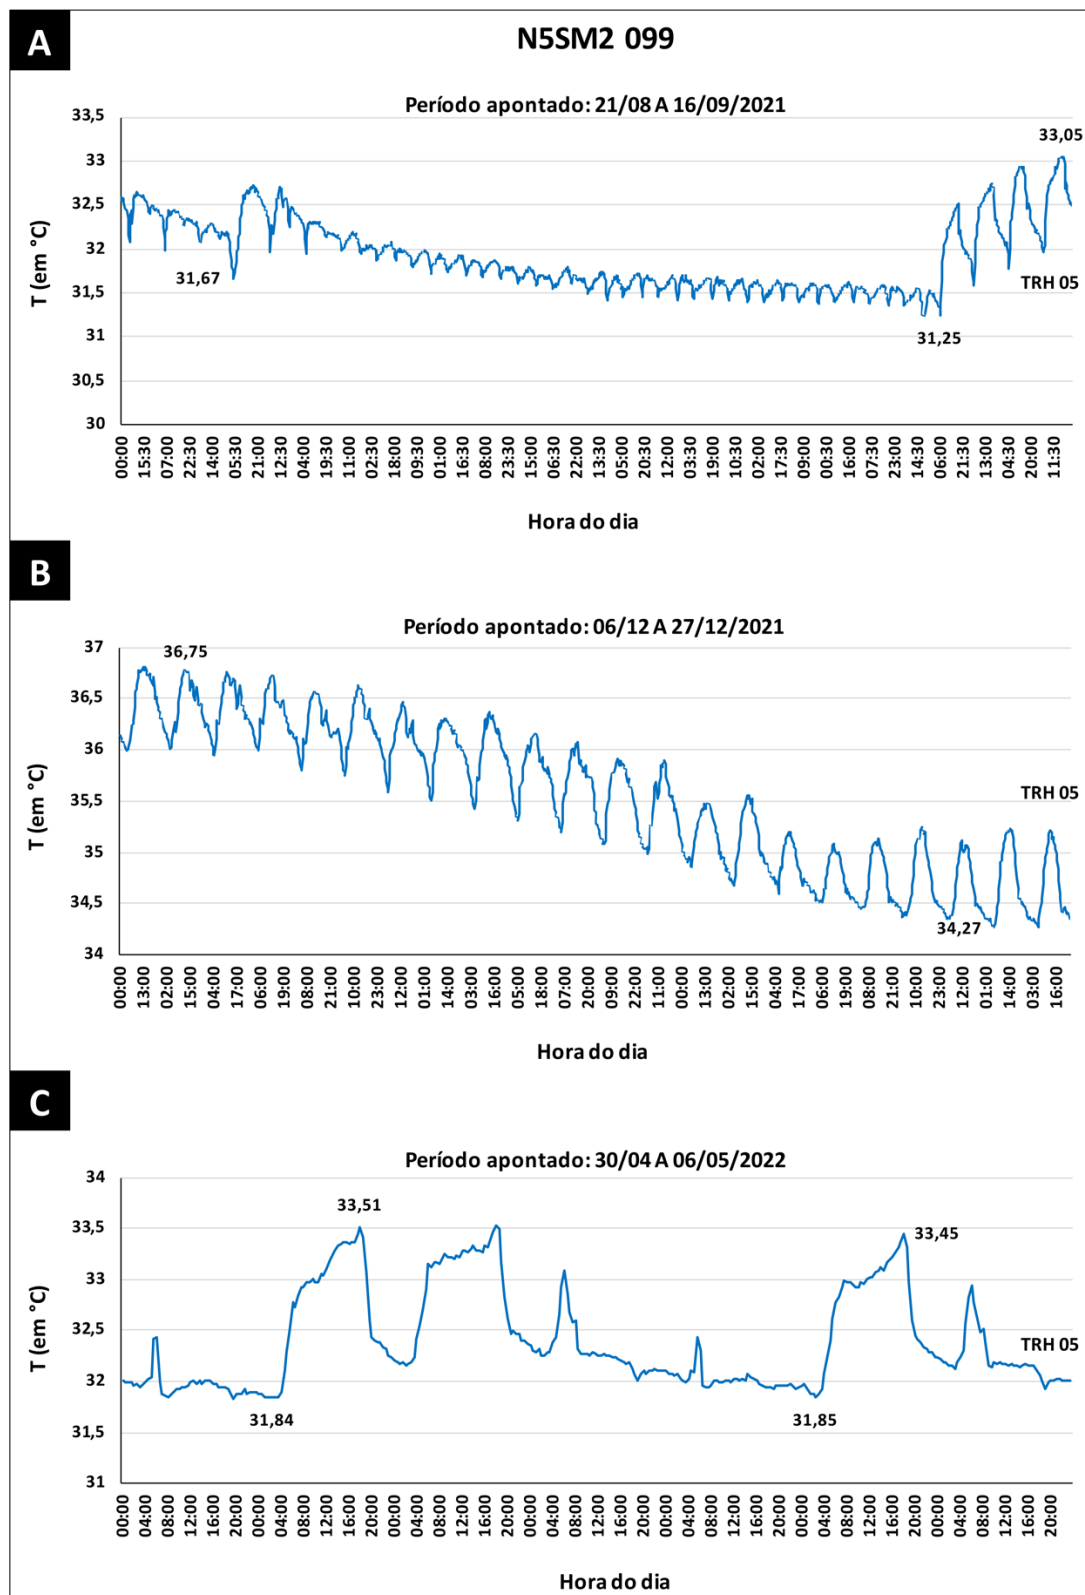 A
N5SM2 099
Período apontado: 21/08 A 16/09/2021
T (em °C)
33,5
33
32,5
32
31,5
31
30,5
30
33,05
31,67
31,25
TRH 05
00:00 15:30 07:00 22:30 14:00 05:30 21:00 12:30 04:00 19:30 11:00 02:30 18:00 09:30 01:00 16:30 08:00 23:30 15:00 06:30 22:00 13:30 05:00 20:30 12:00 03:30 19:00 10:30 02:00 17:30 09:00 00:30 16:00 07:30 23:00 14:30 06:00 21:30 13:00 04:30 20:00 11:30
Hora do dia
B
Período apontado: 06/12 A 27/12/2021
T (em °C)
37
36,5
36
35,5
35
34,5
34
36,75
34,27
TRH 05
00:00 13:00 02:00 15:00 04:00 17:00 06:00 19:00 08:00 21:00 10:00 23:00 12:00 01:00 14:00 03:00 16:00 05:00 18:00 07:00 20:00 09:00 22:00 11:00 00:00 13:00 02:00 15:00 04:00 17:00 06:00 19:00 08:00 21:00 10:00 23:00 12:00 01:00 14:00 03:00 16:00
Hora do dia
C
Período apontado: 30/04 A 06/05/2022
T (em °C)
34
33,5
33
32,5
32
31,5
31
33,51
33,45
31,84
31,85
TRH 05
00:00 04:00 08:00 12:00 16:00 20:00 00:00 04:00 08:00 12:00 16:00 20:00 00:00 04:00 08:00 12:00 16:00 20:00 00:00 04:00 08:00 12:00 16:00 20:00 00:00 04:00 08:00 12:00 16:00 20:00 00:00 04:00 08:00 12:00 16:00 20:00 00:00 04:00 08:00 12:00 16:00 20:00
Hora do dia